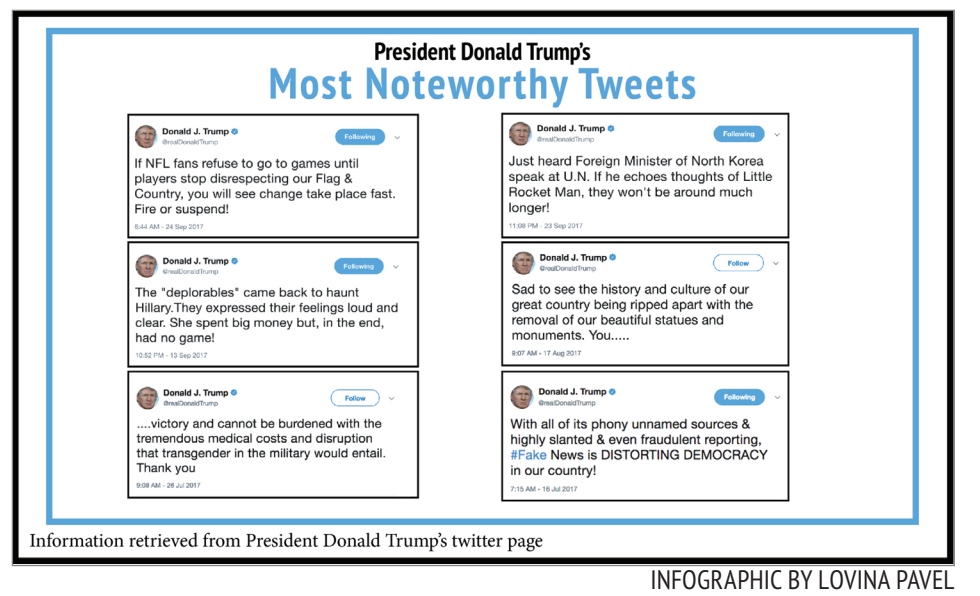 President Donald Trump's
Most Noteworthy Tweets
Donald J. Trump
@realDonaldTrump
Following
If NFL fans refuse to go to games until
players stop disrespecting our Flag &
Country, you will see change take place fast.
Fire or suspend!
6:44 AM - 24 Sep 2017
Donald J. Trump
@realDonaldTrump
Following
The "deplorables" came back to haunt
Hillary.They expressed their feelings loud and
clear. She spent big money but, in the end,
had no game!
10:52 PM - 13 Sep 2017
Donald J. Trump
@realDonaldTrump
Follow
....victory and cannot be burdened with the
tremendous medical costs and disruption
that transgender in the military would entail.
Thank you
9:08 AM - 26 Jul 2017
Donald J. Trump
@realDonaldTrump
Following
Just heard Foreign Minister of North Korea
speak at U.N. If he echoes thoughts of Little
Rocket Man, they won't be around much
longer!
11:08 PM - 23 Sep 2017
Donald J. Trump
@realDonaldTrump
Follow
Sad to see the history and culture of our
great country being ripped apart with the
removal of our beautiful statues and
monuments. You.....
9:07 AM - 17 Aug 2017
Donald J. Trump
@realDonaldTrump
Following
With all of its phony unnamed sources &
highly slanted & even fraudulent reporting,
#Fake News is DISTORTING DEMOCRACY
in our country!
7:15 AM - 16 Jul 2017
Information retrieved from President Donald Trump's twitter page
INFOGRAPHIC BY LOVINA PAVEL